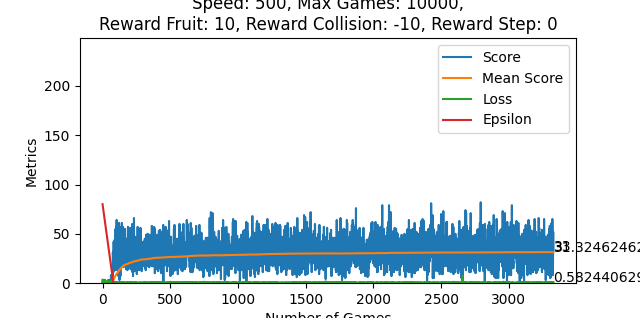 Speed: 500, Max Games: 10000,
Reward Fruit: 10, Reward Collision: -10, Reward Step: 0
Score
Mean Score
Loss
Epsilon
Metrics
200
150
100
50
0
0.582440629
0 500 1000 1500 2000 2500 3000
Number of Games